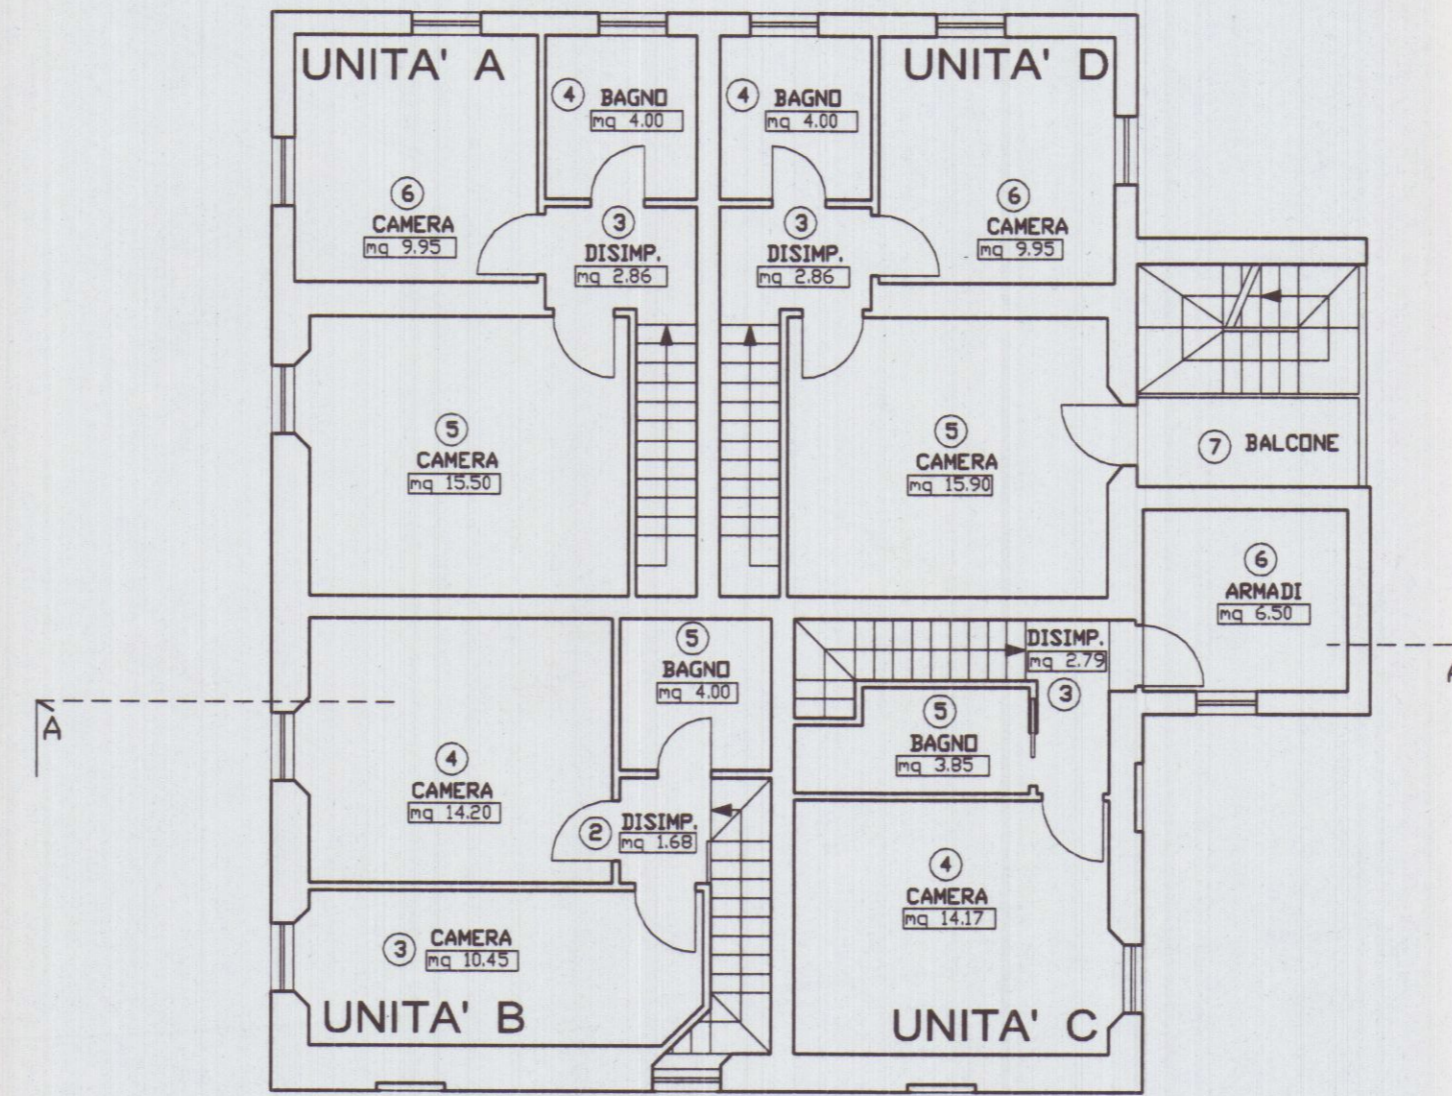 UNITA' A
4 BAGNO
mq 4.00
6
CAMERA
mq 9.95
3
DISIMP.
mq 2.86
5
CAMERA
mq 15.50
UNITA' D
4 BAGNO
mq 4.00
6
CAMERA
mq 9.95
3
DISIMP.
mq 2.86
5
CAMERA
mq 15.90
7 BALCONE
6
ARMADI
mq 6.50
5
BAGNO
mq 4.00
A
4
CAMERA
mq 14.20
2 DISIMP.
mq 1.68
3 CAMERA
mq 10.45
UNITA' B
DISIMP.
mq 2.79
3
5
BAGNO
mq 3.85
4
CAMERA
mq 14.17
UNITA' C